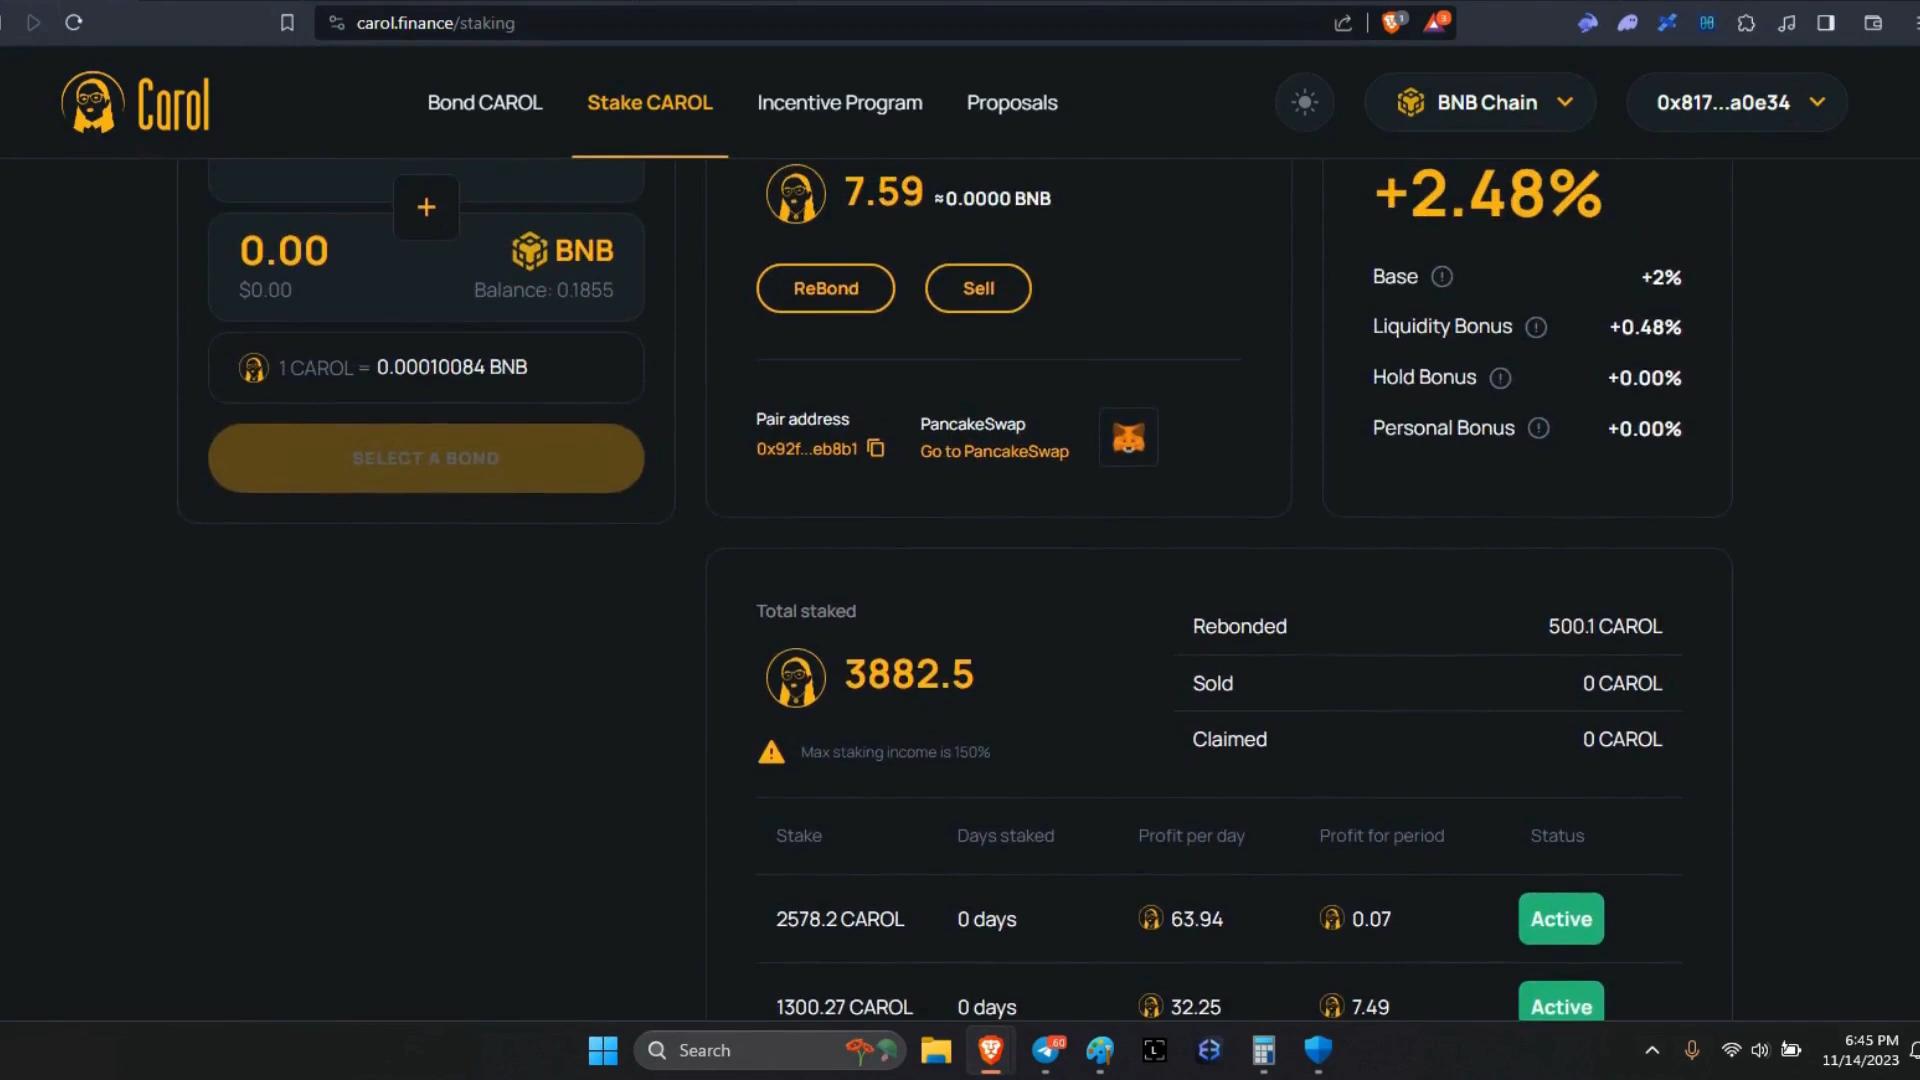 carol.finance/staking
1
3
Carol
Bond CAROL
Stake CAROL
Incentive Program
Proposals
BNB Chain
0x817...a0e34
+
0.00
BNB
$0.00
Balance: 0.1855
1 CAROL = 0.00010084 BNB
SELECT A BOND
7.59 ≈0.0000 BNB
ReBond
Sell
Pair address
0x92f...eb8b1
PancakeSwap
Go to PancakeSwap
+2.48%
Base +2%
Liquidity Bonus +0.48%
Hold Bonus +0.00%
Personal Bonus +0.00%
Total staked
3882.5
Max staking income is 150%
Rebonded 500.1 CAROL
Sold 0 CAROL
Claimed 0 CAROL
Stake Days staked Profit per day Profit for period Status
2578.2 CAROL 0 days 63.94 0.07 Active
1300.27 CAROL 0 days 32.25 7.49 Active
Search
60
L
6:45 PM
11/14/2023